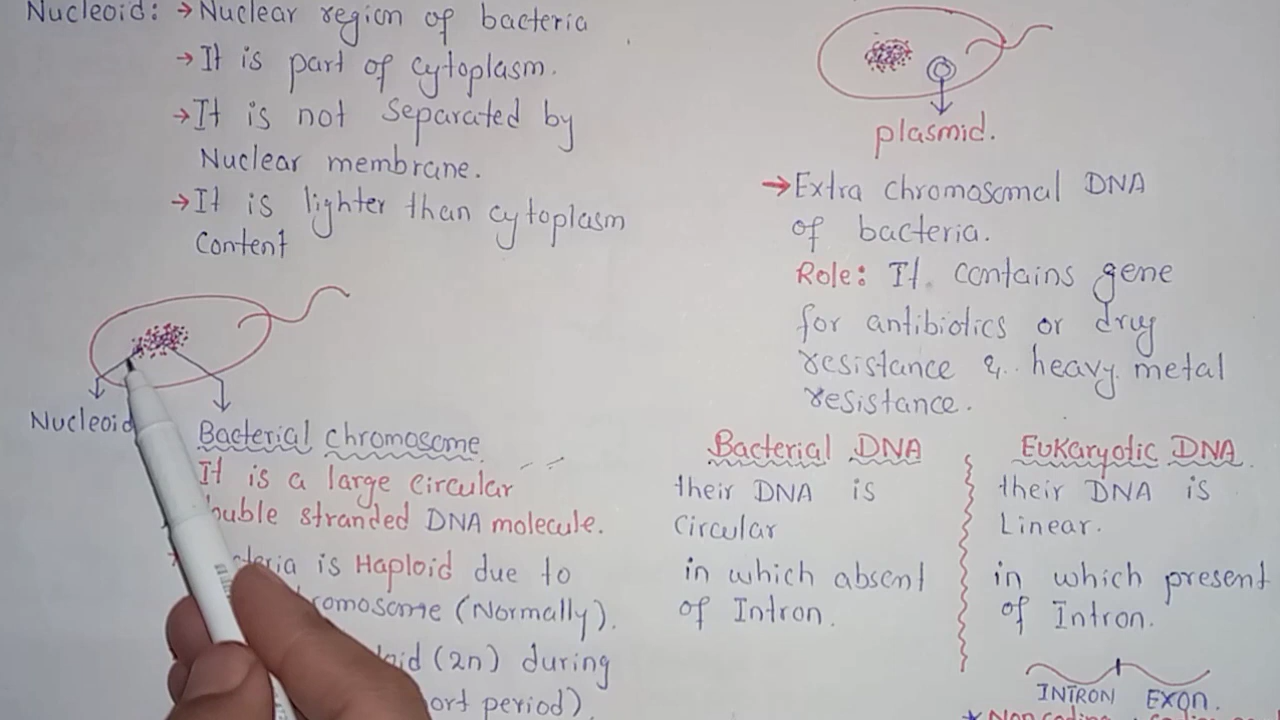 Nucleoid: → Nuclear region of bacteria
→ It is part of cytoplasm.
→ It is not separated by
Nuclear membrane.
→ It is lighter than cytoplasm
Content
Nucleoid
Bacterial chromosome
It is a large circular
double stranded DNA molecule.
is Haploid due to
(Normally).
(2n) during
period).
plasmid.
→ Extra chromosomal DNA
of bacteria.
Role: It contains gene
for antibiotics or drug
resistance & heavy metal
resistance.
Bacterial DNA
their DNA is
Circular
in which absent
of Intron.
Eukaryotic DNA
their DNA is
Linear.
in which present
of Intron.
INTRON EXON.